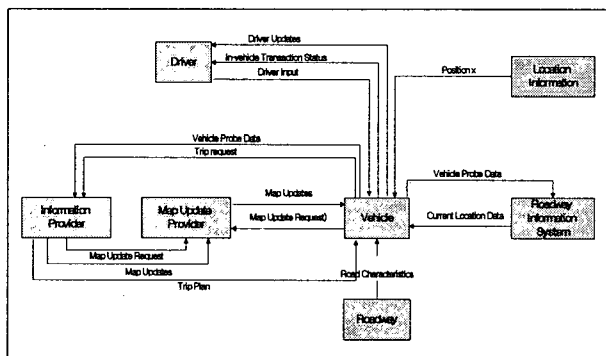 Driver Updates
In-vehicle Transaction Status
Driver Input
Driver
Position x
Location
Information
Vehicle Probe Data
Trip request
Vehicle Probe Data
Map Updates
Information
Provider
Map Update
Provider
Map Update Request)
Vehicle
Current Location Data
Roadway
Information
System
Map Update Request
Map Updates
Trip Plan
Road Characteristics
Roadway